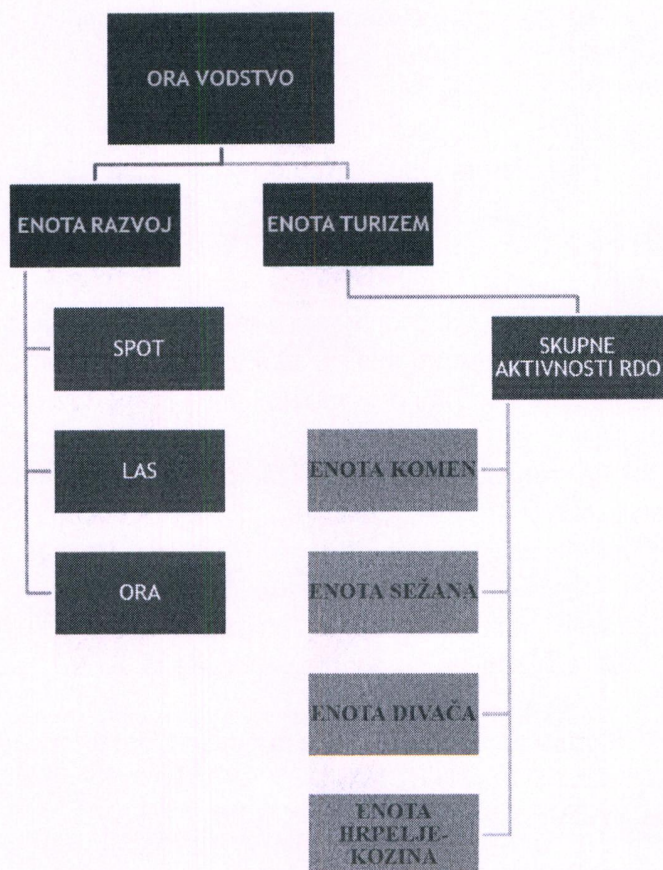 ORA VODSTVO
ENOTA RAZVOJ
ENOTA TURIZEM
SPOT
LAS
ORA
SKUPNE
AKTIVNOSTI RDO
ENOTA KOMEN
ENOTA SEŽANA
ENOTA DIVAČA
ENOTA
HRPELJE-
KOZINA